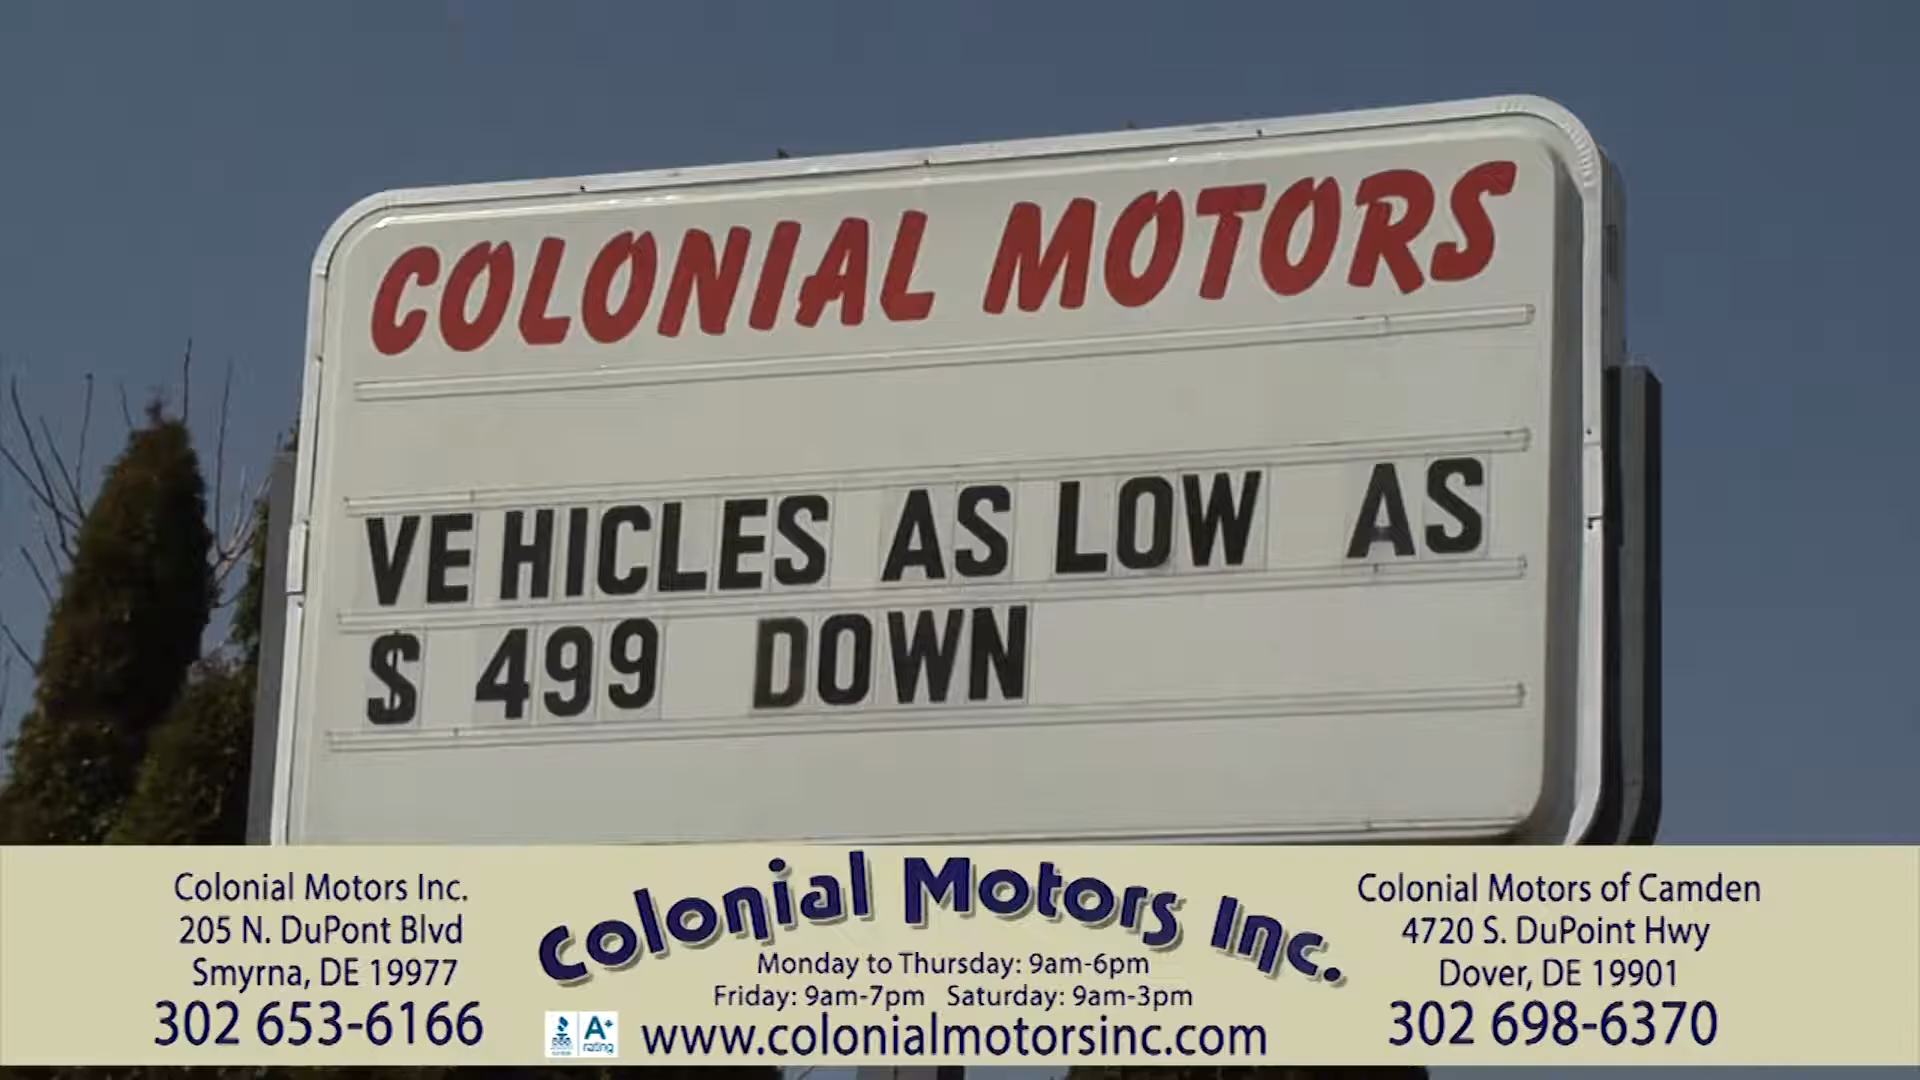 COLONIAL MOTORS
VEHICLES AS LOW AS
$ 499 DOWN
Colonial Motors Inc.
205 N. DuPont Blvd
Smyrna, DE 19977
302 653-6166
Colonial Motors Inc.
Monday to Thursday: 9am-6pm
Friday: 9am-7pm Saturday: 9am-3pm
A+
rating
www.colonialmotorsinc.com
Colonial Motors of Camden
4720 S. DuPoint Hwy
Dover, DE 19901
302 698-6370